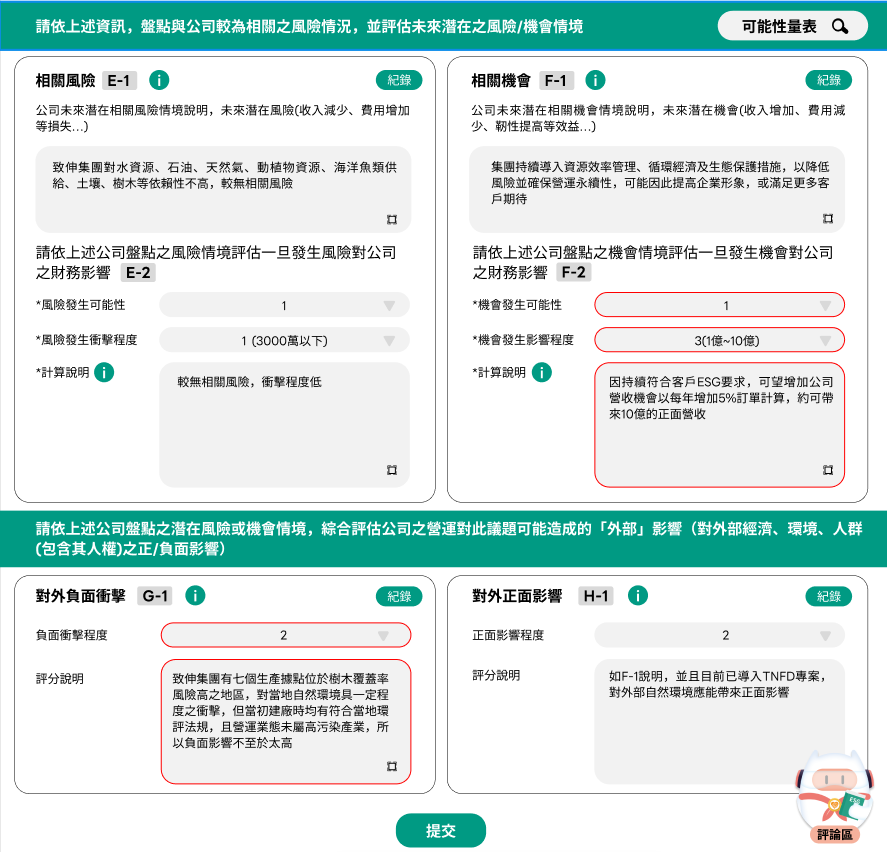 請依上述資訊，盤點與公司較為相關之風險情況，並評估未來潛在之風險/機會情境
可能性量表
相關風險 E-1 i 紀錄
公司未來潛在相關風險情境說明，未來潛在風險(收入減少、費用增加
等損失...)
致伸集團對水資源、石油、天然氣、動植物資源、海洋魚類供
給、土壤、樹木等依賴性不高，較無相關風險
請依上述公司盤點之風險情境評估一旦發生風險對公司
之財務影響 E-2
*風險發生可能性 1
*風險發生衝擊程度 1 (3000萬以下)
*計算說明 i
較無相關風險，衝擊程度低
相關機會 F-1 i 紀錄
公司未來潛在相關機會情境說明，未來潛在機會(收入增加、費用減
少、韌性提高等效益...)
集團持續導入資源效率管理、循環經濟及生態保護措施，以降低
風險並確保營運永續性，可能因此提高企業形象，或滿足更多客
戶期待
請依上述公司盤點之機會情境評估一旦發生機會對公司
之財務影響 F-2
*機會發生可能性 1
*機會發生影響程度 3(1億~10億)
*計算說明 i
因持續符合客戶ESG要求，可望增加公司
營收機會以每年增加5%訂單計算，約可帶
來10億的正面營收
請依上述公司盤點之潛在風險或機會情境，綜合評估公司之營運對此議題可能造成的「外部」影響（對外部經濟、環境、人群
(包含其人權)之正/負面影響）
對外負面衝擊 G-1 i 紀錄
負面衝擊程度 2
評分說明
致伸集團有七個生產據點位於樹木覆蓋率
風險高之地區，對當地自然環境具一定程
度之衝擊，但當初建廠時均有符合當地環
評法規，且營運業態未屬高污染產業，所
以負面影響不至於太高
對外正面影響 H-1 i 紀錄
正面影響程度 2
評分說明
如F-1說明，並且目前已導入TNFD專案，
對外部自然環境應能帶來正面影響
ESG
評論區
提交